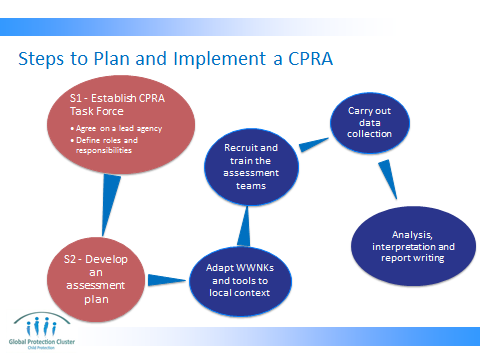 Steps to Plan and Implement a CPRA
S1 - Establish CPRA
Task Force
• Agree on a lead agency
• Define roles and
responsibilities
S2 - Develop
an
assessment
plan
Adapt WWNKs
and tools to
local context
Recruit and
train the
assessment
teams
Carry out
data
collection
Analysis,
interpretation and
report writing
Global Protection Cluster
Child Protection